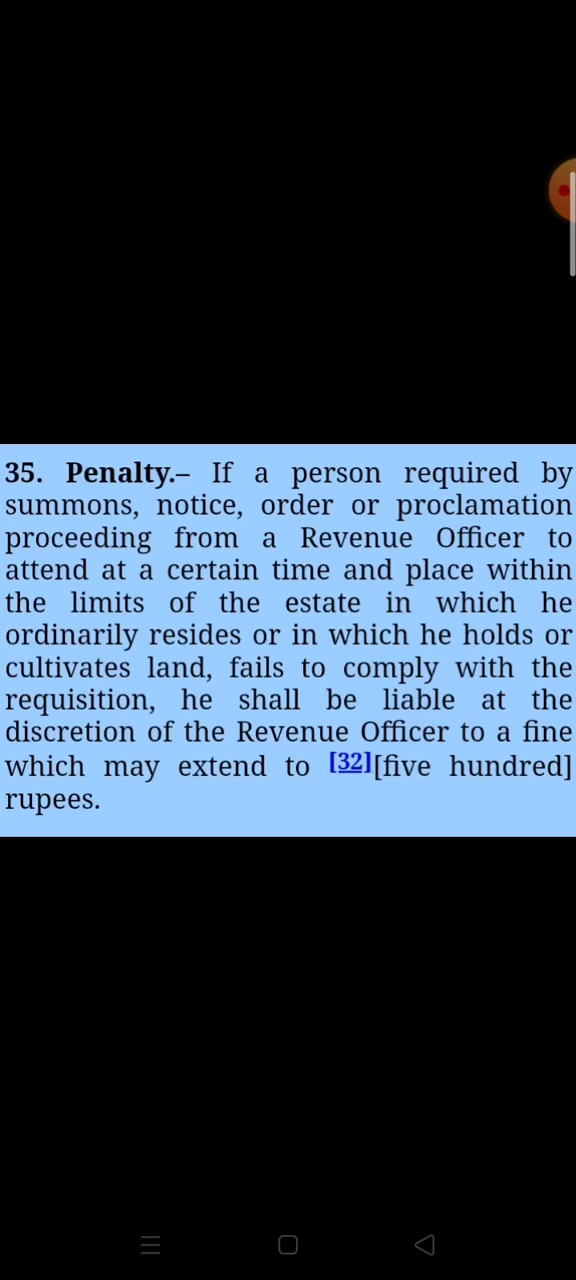 35. Penalty.– If a person required by
summons, notice, order or proclamation
proceeding from a Revenue Officer to
attend at a certain time and place within
the limits of the estate in which he
ordinarily resides or in which he holds or
cultivates land, fails to comply with the
requisition, he shall be liable at the
discretion of the Revenue Officer to a fine
which may extend to [32][five hundred]
rupees.